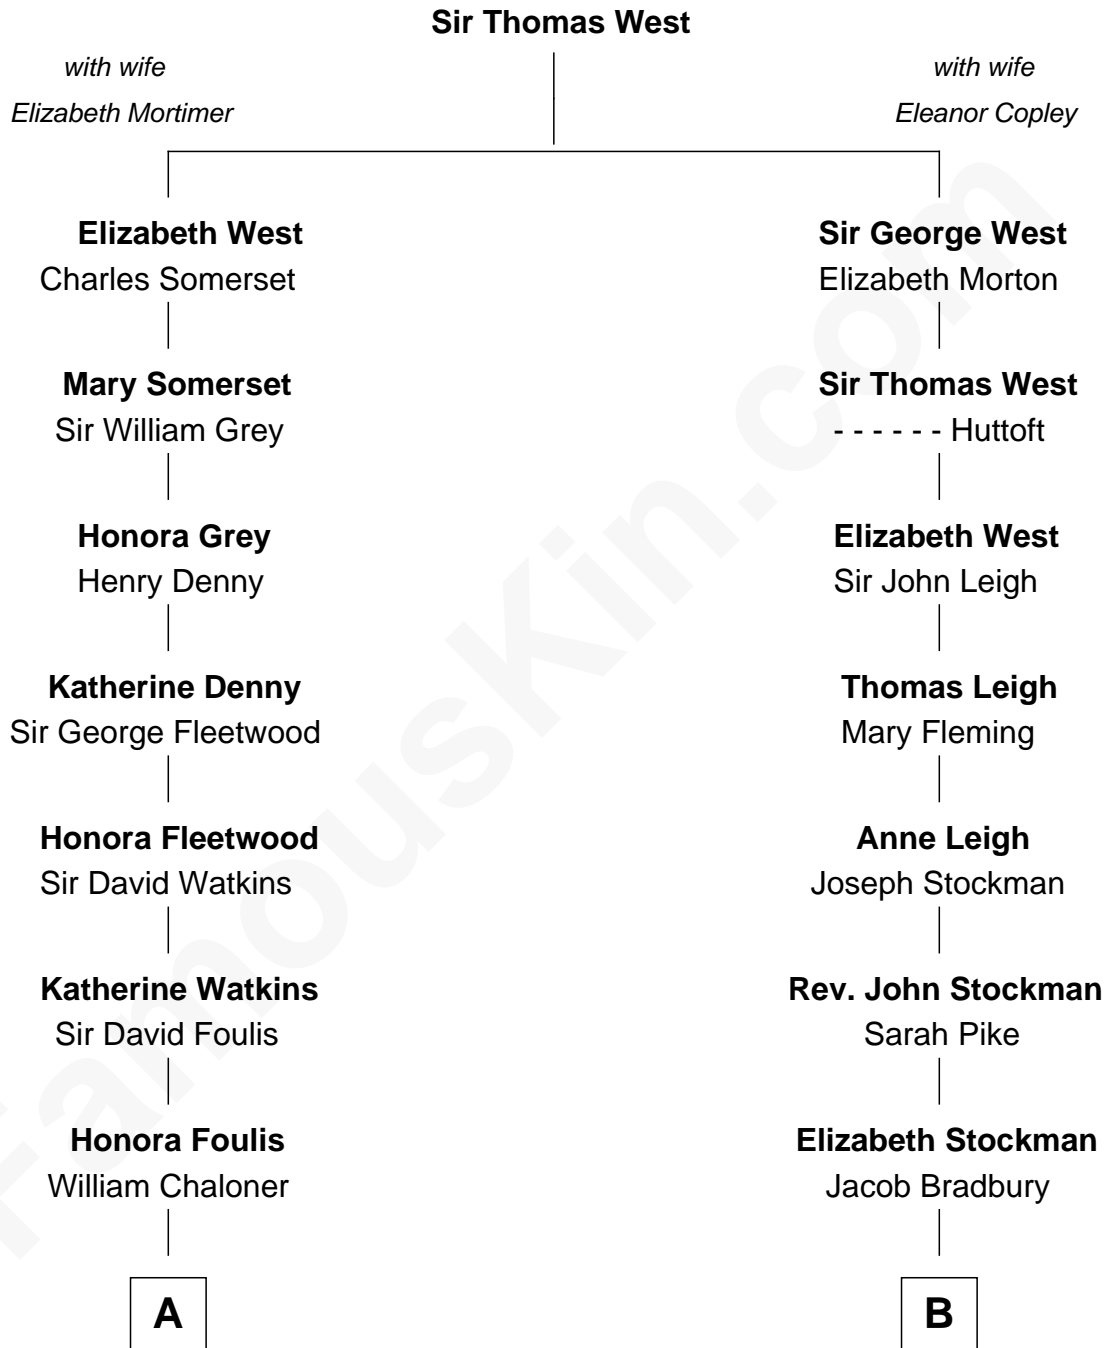 Sir Thomas West
with wife
Elizabeth Mortimer
with wife
Eleanor Copley
Elizabeth West
Charles Somerset
Sir George West
Elizabeth Morton
Mary Somerset
Sir William Grey
Sir Thomas West
- - - - - - Huttoft
Honora Grey
Henry Denny
Elizabeth West
Sir John Leigh
Katherine Denny
Sir George Fleetwood
Thomas Leigh
Mary Fleming
Honora Fleetwood
Sir David Watkins
Anne Leigh
Joseph Stockman
Katherine Watkins
Sir David Foulis
Rev. John Stockman
Sarah Pike
Honora Foulis
William Chaloner
Elizabeth Stockman
Jacob Bradbury
A
B
FamousKin.com